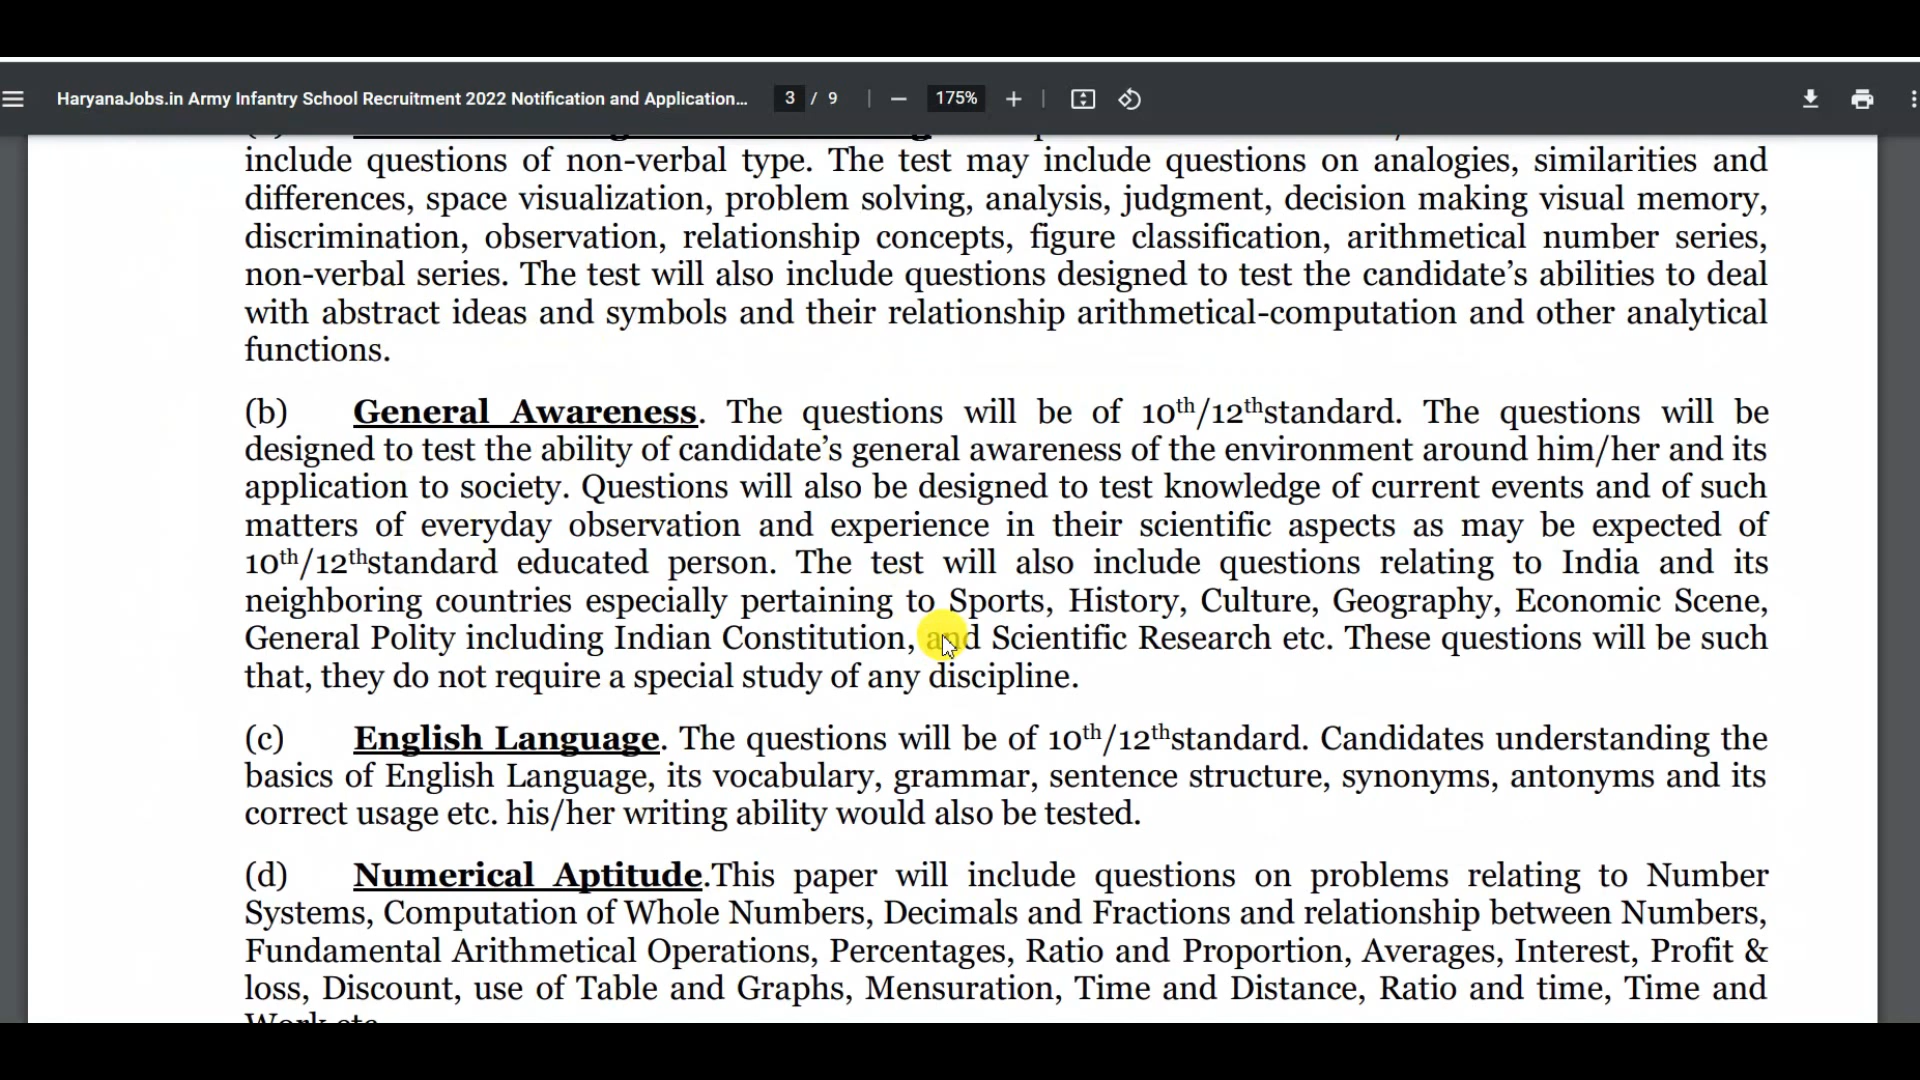 HaryanaJobs.in Army Infantry School Recruitment 2022 Notification and Application... 3 / 9 175%
include questions of non-verbal type. The test may include questions on analogies, similarities and
differences, space visualization, problem solving, analysis, judgment, decision making visual memory,
discrimination, observation, relationship concepts, figure classification, arithmetical number series,
non-verbal series. The test will also include questions designed to test the candidate's abilities to deal
with abstract ideas and symbols and their relationship arithmetical-computation and other analytical
functions.
(b) General Awareness. The questions will be of 10th/12thstandard. The questions will be
designed to test the ability of candidate's general awareness of the environment around him/her and its
application to society. Questions will also be designed to test knowledge of current events and of such
matters of everyday observation and experience in their scientific aspects as may be expected of
10th/12thstandard educated person. The test will also include questions relating to India and its
neighboring countries especially pertaining to Sports, History, Culture, Geography, Economic Scene,
General Polity including Indian Constitution, and Scientific Research etc. These questions will be such
that, they do not require a special study of any discipline.
(c) English Language. The questions will be of 10th/12thstandard. Candidates understanding the
basics of English Language, its vocabulary, grammar, sentence structure, synonyms, antonyms and its
correct usage etc. his/her writing ability would also be tested.
(d) Numerical Aptitude.This paper will include questions on problems relating to Number
Systems, Computation of Whole Numbers, Decimals and Fractions and relationship between Numbers,
Fundamental Arithmetical Operations, Percentages, Ratio and Proportion, Averages, Interest, Profit &
loss, Discount, use of Table and Graphs, Mensuration, Time and Distance, Ratio and time, Time and
Work etc